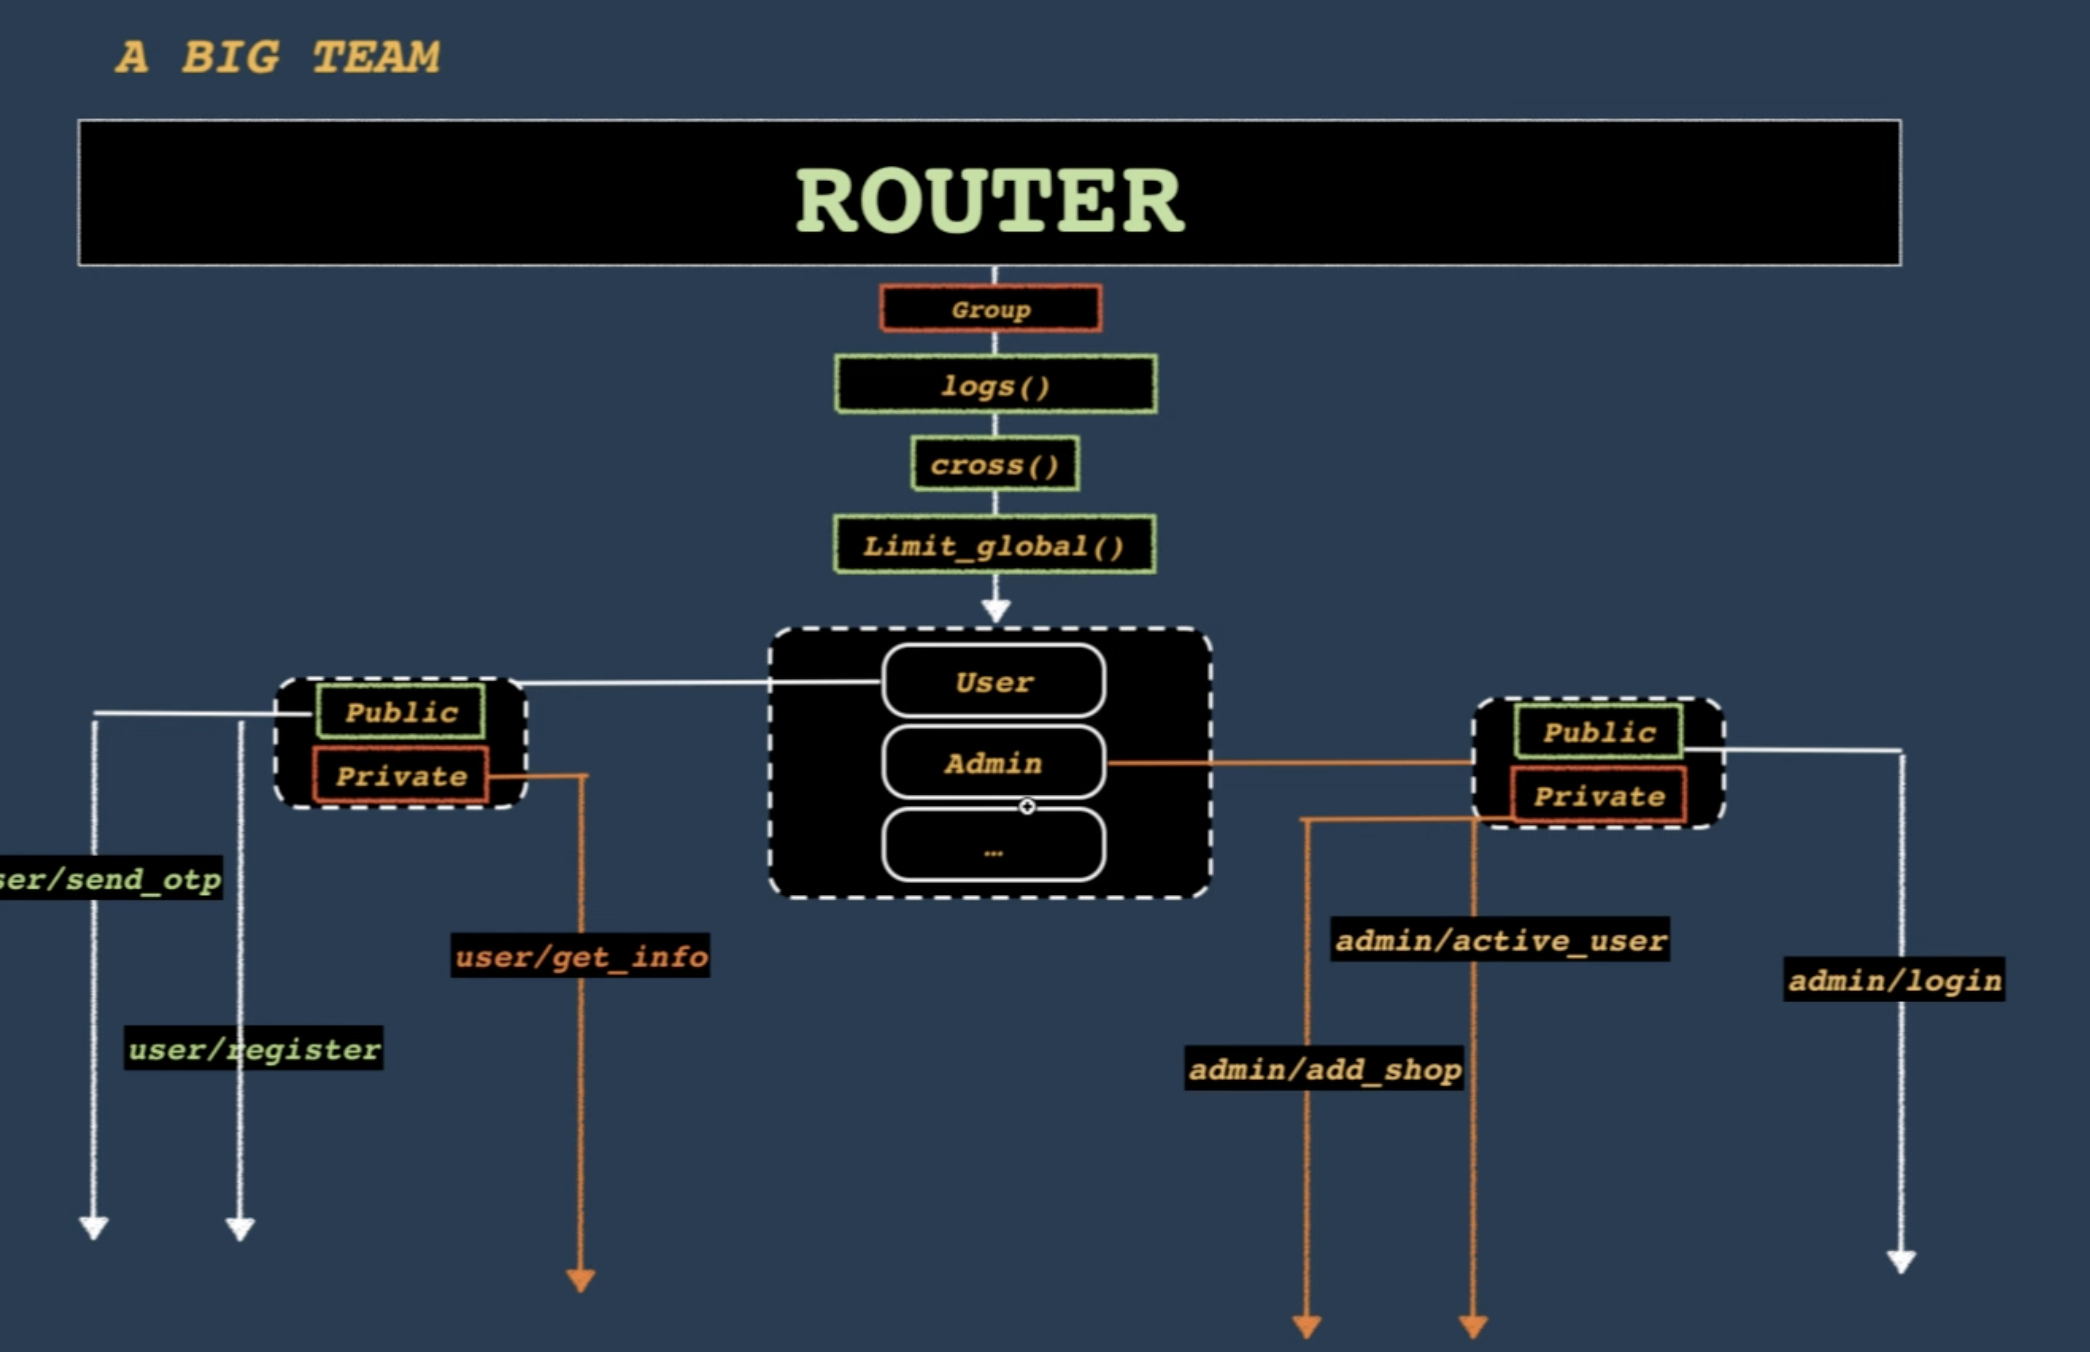 A BIG TEAM
ROUTER
Group
logs()
cross()
Limit_global()
User
Admin
…
Public
Private
Public
Private
ser/send_otp
user/register
user/get_info
admin/active_user
admin/add_shop
admin/login